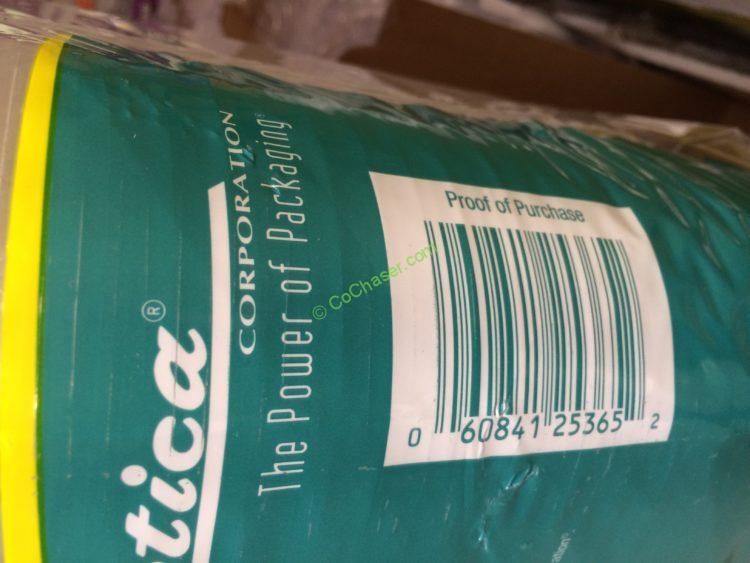 Proof of Purchase
0 60841 25365 2
tica®
CORPORATION
The Power of Packaging®
© CoChaser.com